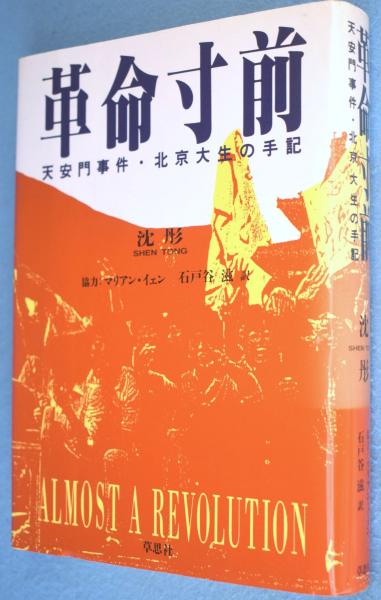 革命寸前
天安門事件・北京大生の手記
沈彤
SHEN TONG
協力:マリアン・イェン 石戸谷 滋 訳
ALMOST A REVOLUTION
草思社
革命寸前
天安門事件・北京大生の手記
沈彤
SHEN TONG
石戸谷滋 訳